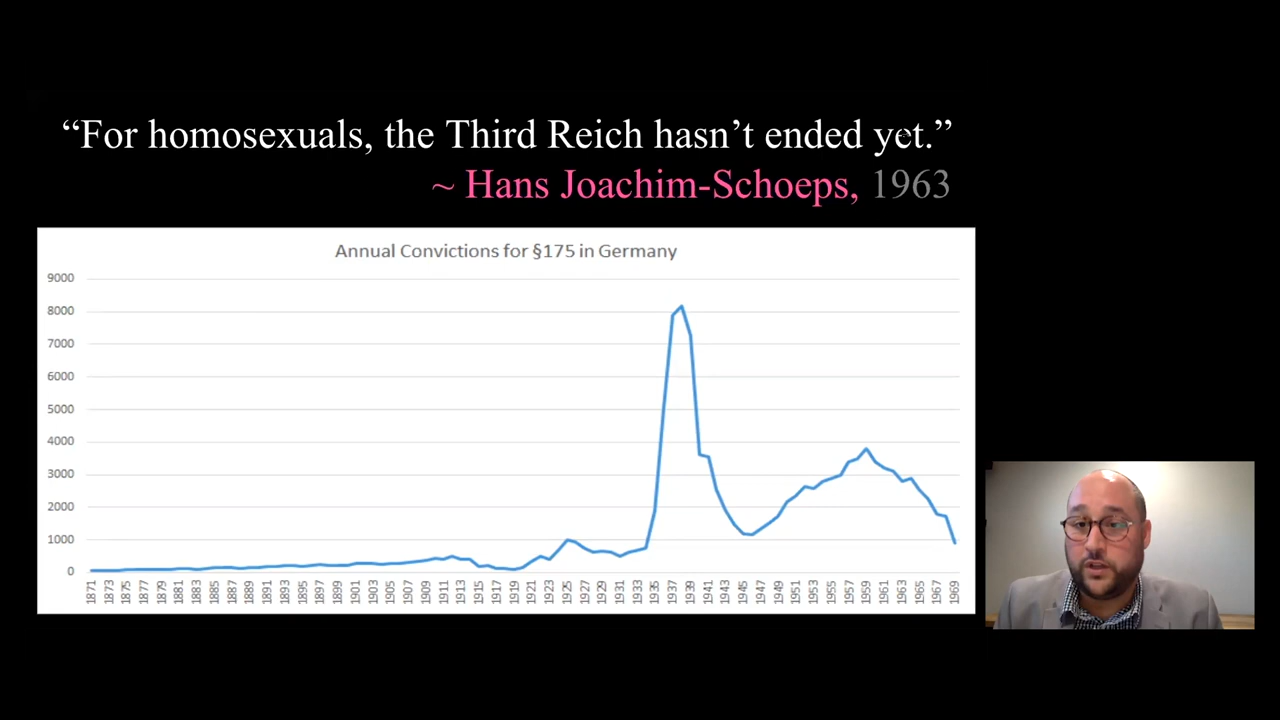 “For homosexuals, the Third Reich hasn’t ended yet.”
~ Hans Joachim-Schoeps, 1963
Annual Convictions for §175 in Germany
9000
8000
7000
6000
5000
4000
3000
2000
1000
0
1871 1873 1875 1877 1879 1881 1883 1885 1887 1889 1891 1893 1895 1897 1899 1901 1903 1905 1907 1909 1911 1913 1915 1917 1919 1921 1923 1925 1927 1929 1931 1933 1935 1937 1939 1941 1943 1945 1947 1949 1951 1953 1955 1957 1959 1961 1963 1965 1967 1969